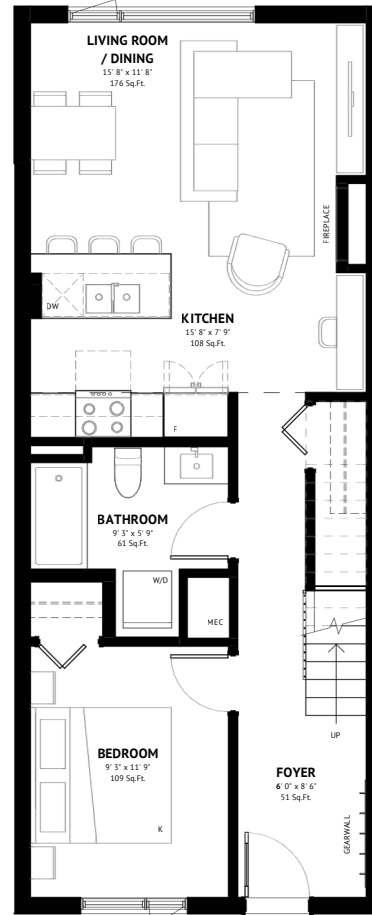 LIVING ROOM
/ DINING
15' 8" x 11' 8"
176 Sq.Ft.
FIREPLACE
DW
KITCHEN
15' 8" x 7' 9"
108 Sq.Ft.
F
BATHROOM
9' 3" x 5' 9"
61 Sq.Ft.
W/D
MEC
UP
BEDROOM
9' 3" x 11' 9"
109 Sq.Ft.
K
FOYER
6' 0" x 8' 6"
51 Sq.Ft.
GEARWALL